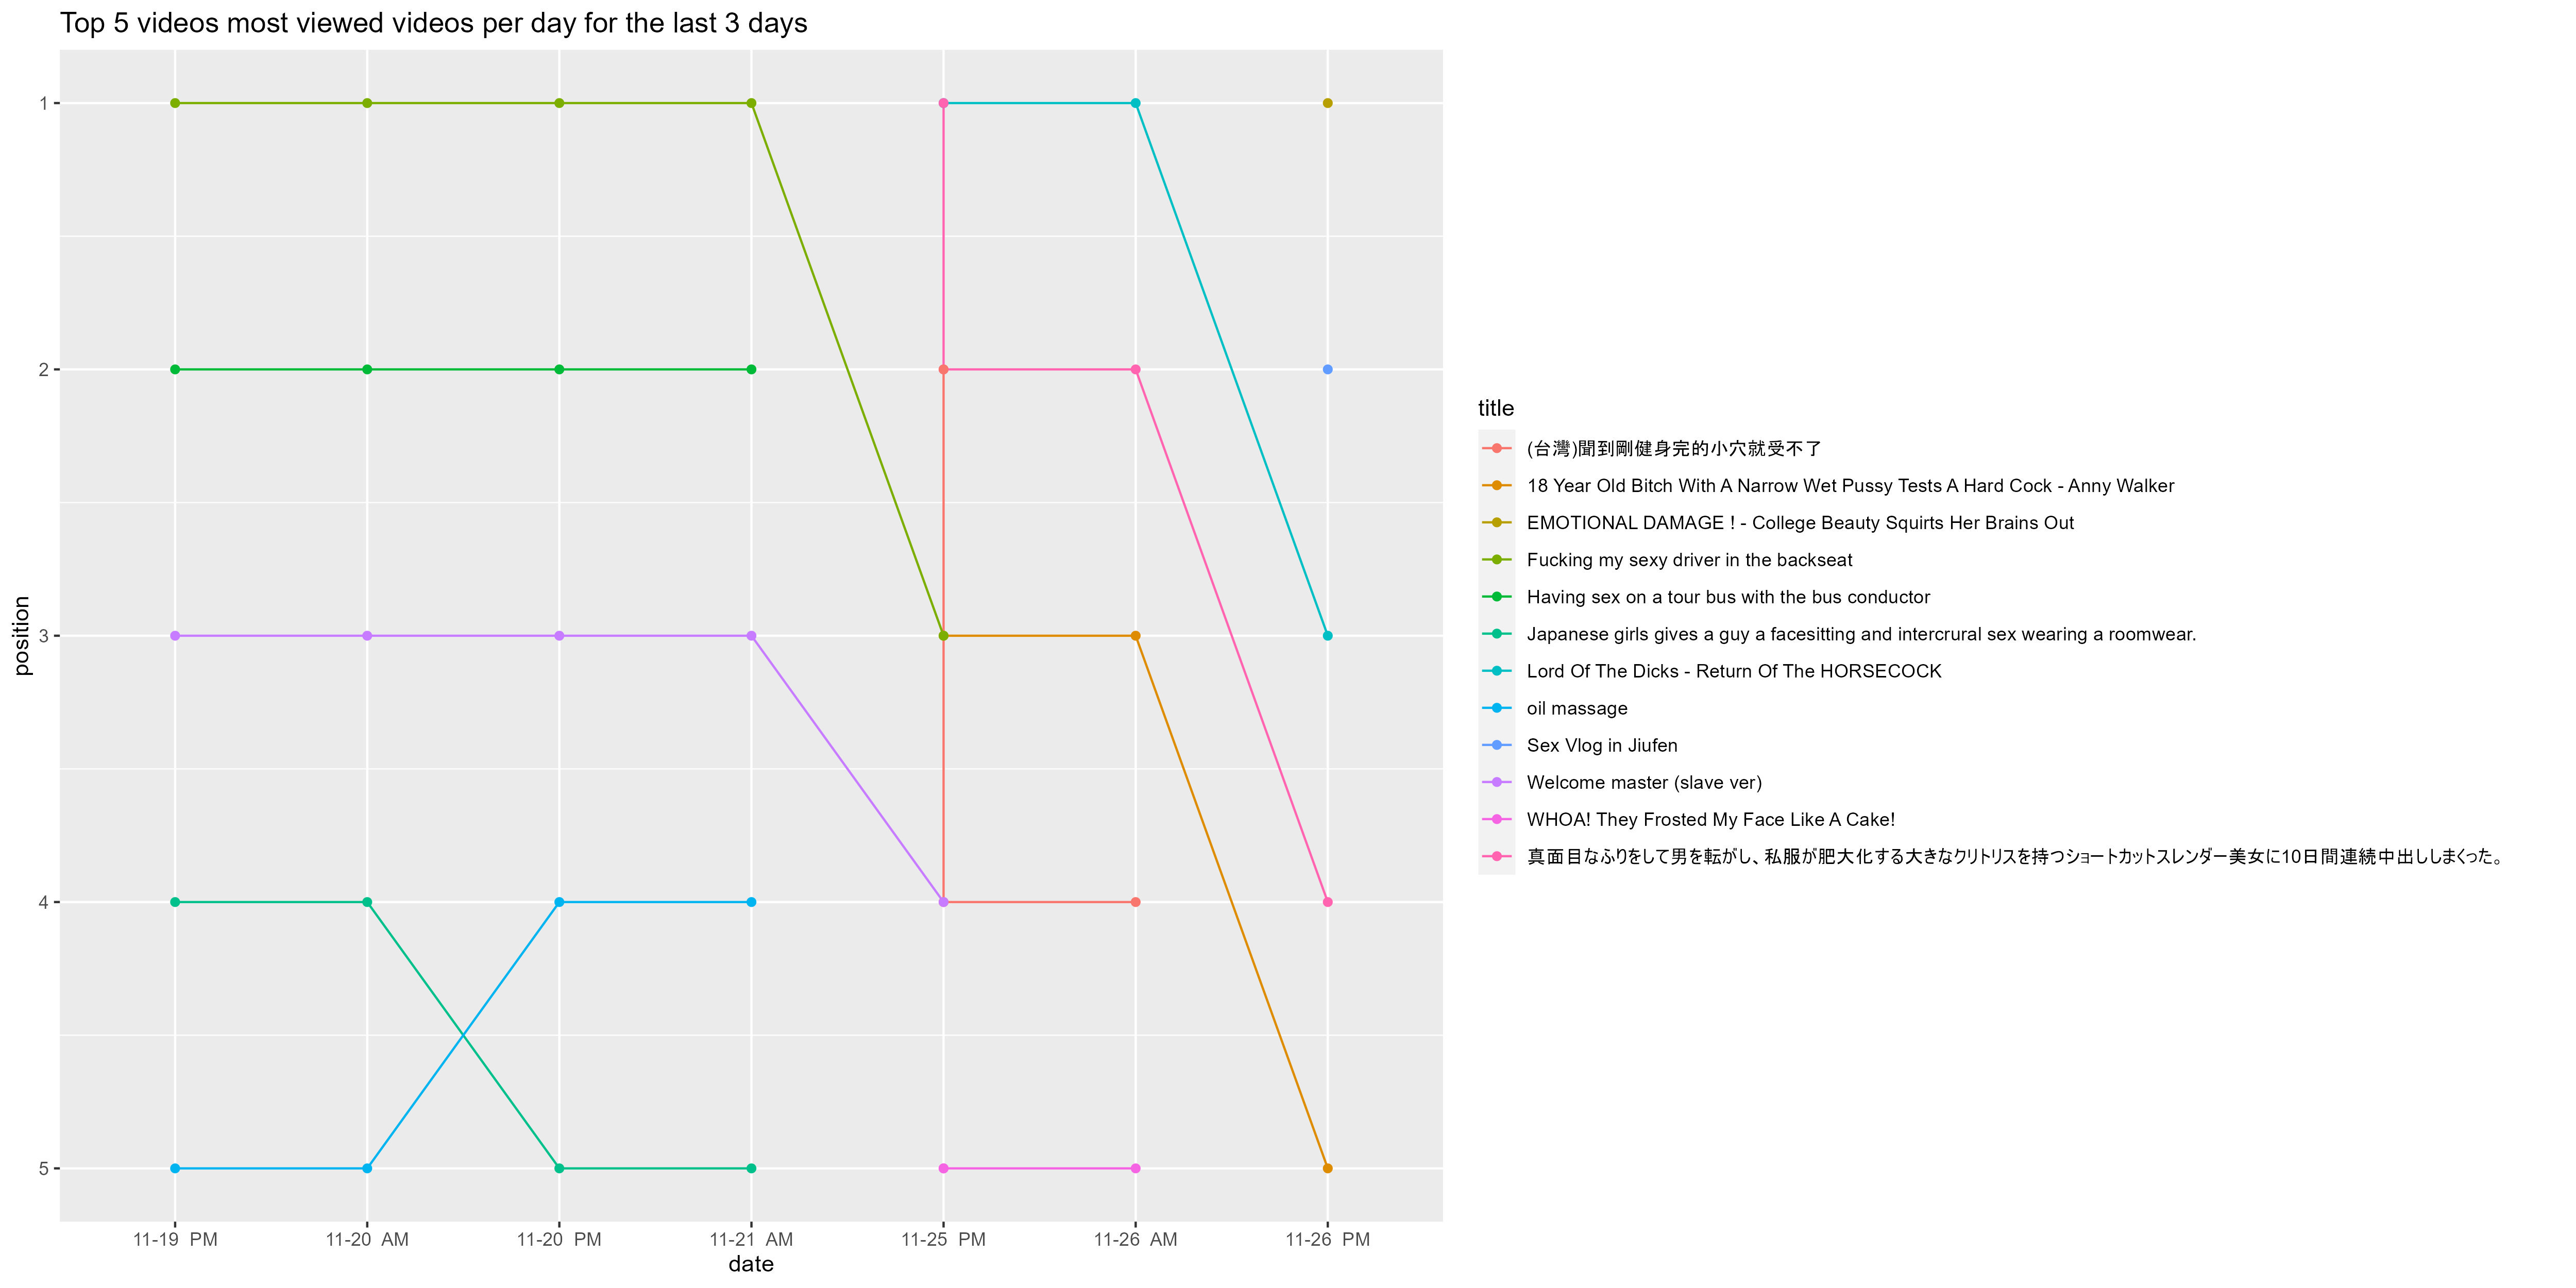 Top 5 videos most viewed videos per day for the last 3 days
position
1
2
3
4
5
11-19 PM
11-20 AM
11-20 PM
11-21 AM
11-25 PM
11-26 AM
11-26 PM
date
title
(台灣)聞到剛健身完的小穴就受不了
18 Year Old Bitch With A Narrow Wet Pussy Tests A Hard Cock - Anny Walker
EMOTIONAL DAMAGE ! - College Beauty Squirts Her Brains Out
Fucking my sexy driver in the backseat
Having sex on a tour bus with the bus conductor
Japanese girls gives a guy a facesitting and intercrural sex wearing a roomwear.
Lord Of The Dicks - Return Of The HORSECOCK
oil massage
Sex Vlog in Jiufen
Welcome master (slave ver)
WHOA! They Frosted My Face Like A Cake!
真面目なふりをして男を転がし、私服が肥大化する大きなクリトリスを持つショートカットスレンダー美女に10日間連続中出ししまくった。